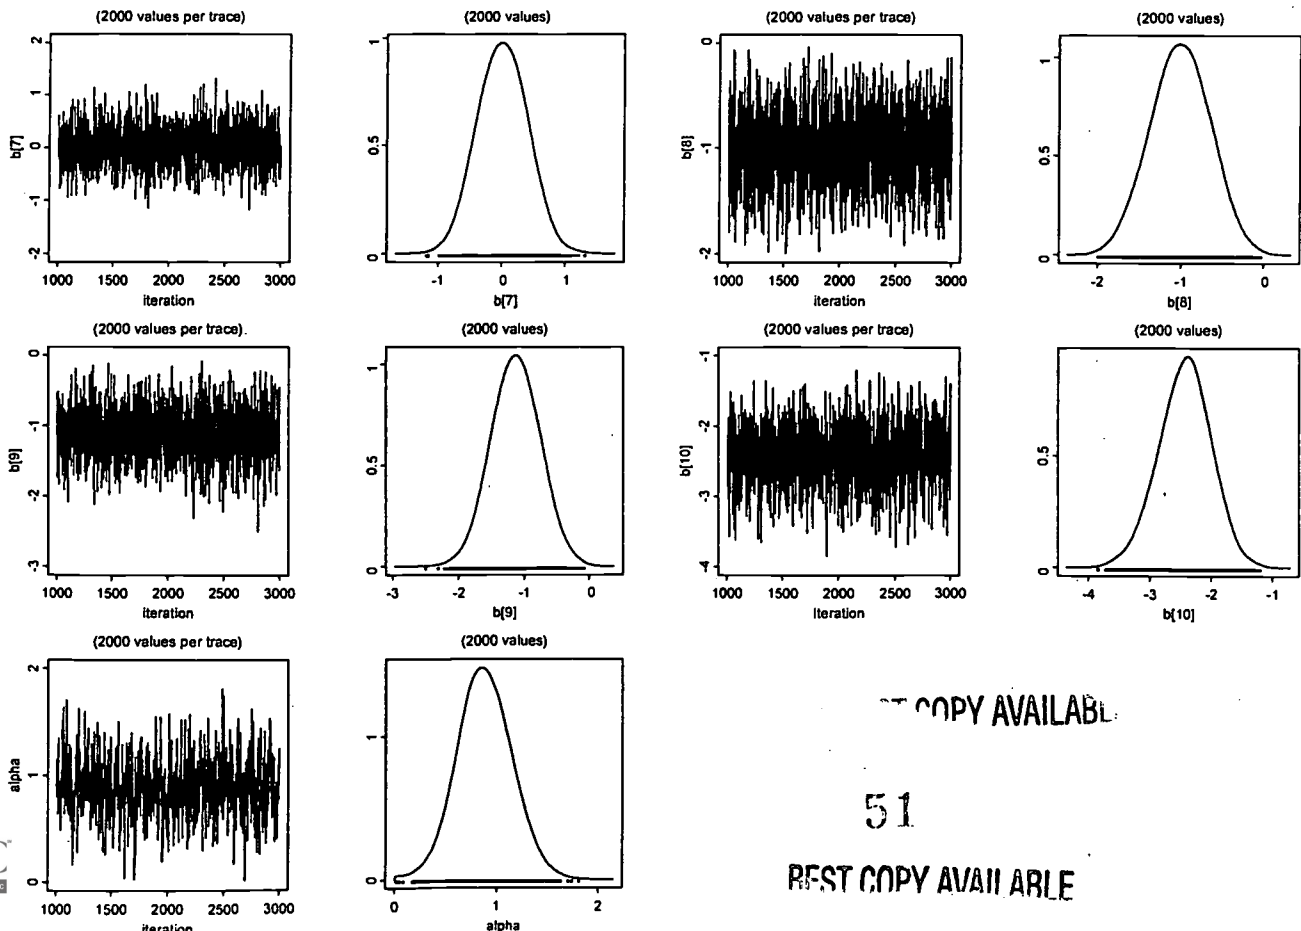 (2000 values per trace)
2
1
0
-1
-2
b[7]
1000 1500 2000 2500 3000
iteration
(2000 values)
1
0.5
0
-1 0 1
b[7]
(2000 values per trace)
0
-1
-2
b[8]
1000 1500 2000 2500 3000
iteration
(2000 values)
1
0.5
0
-2 -1 0
b[8]
(2000 values per trace)
0
-1
-2
-3
b[9]
1000 1500 2000 2500 3000
iteration
(2000 values)
1
0.5
0
-3 -2 -1 0
b[9]
(2000 values per trace)
-1
-2
-3
-4
b[10]
1000 1500 2000 2500 3000
iteration
(2000 values)
0.5
0
-4 -3 -2 -1
b[10]
(2000 values per trace)
2
1
0
alpha
1000 1500 2000 2500 3000
iteration
(2000 values)
1
0
0 1 2
alpha
COPY AVAILABL
51
BEST COPY AVAILABLE